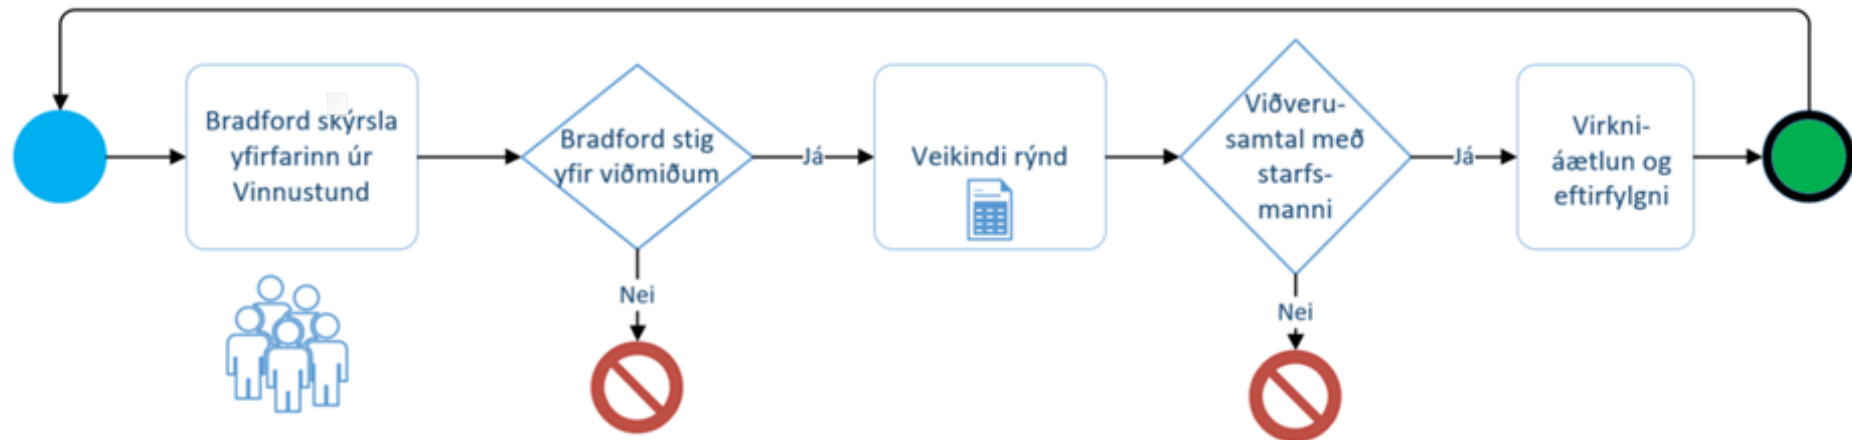 Bradford skýrsla
yfirfarinn úr
Vinnustund
Bradford stig
yfir viðmiðum
Já
Nei
Veikindi rýnd
Viðveru-
samtal með
starfs-
manni
Já
Nei
Virkni-
áætlun og
eftirfylgni